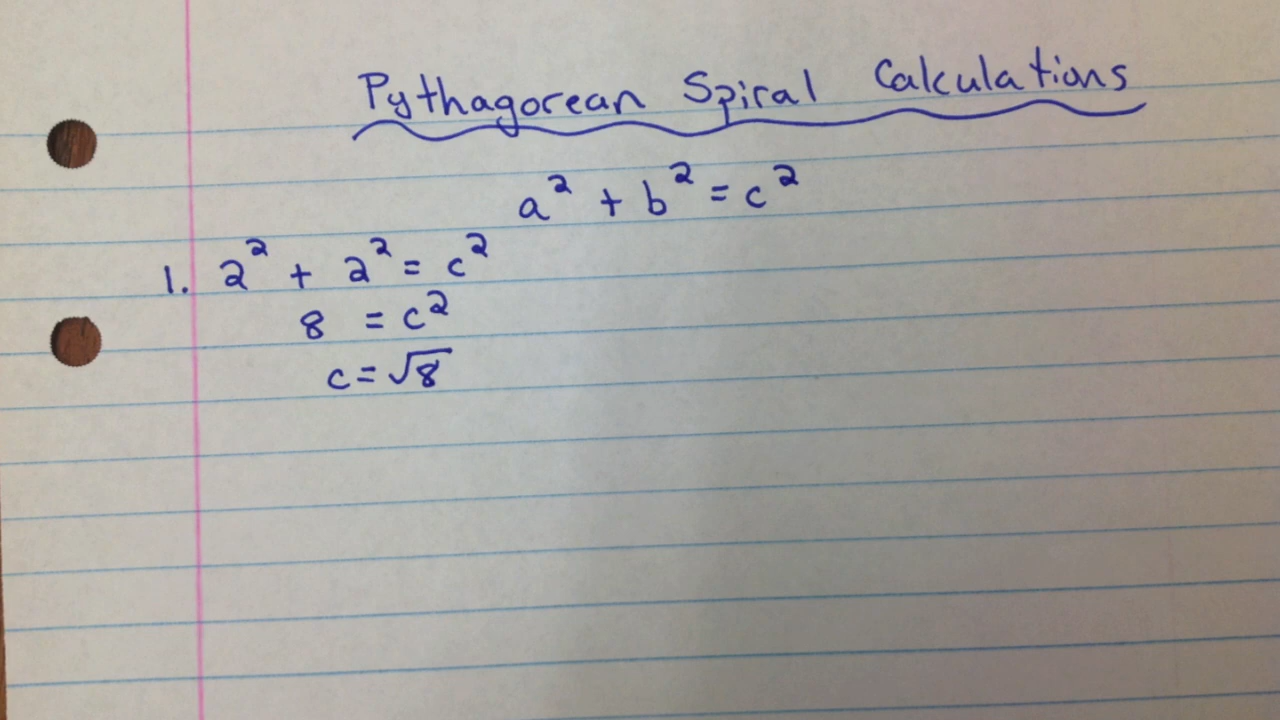 Pythagorean Spiral Calculations
a² + b² = c²
1. 2² + 2² = c²
8 = c²
c = √8